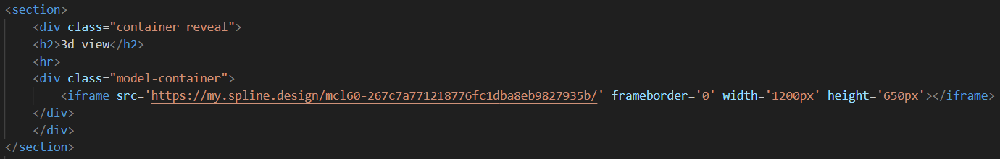 <section>
<div class="container reveal">
<h2>3d view</h2>
<hr>
<div class="model-container">
<iframe src='https://my.spline.design/mcl60-267c7a771218776fc1dba8eb9827935b/' frameborder='0' width='1200px' height='650px'></iframe>
</div>
</div>
</section>